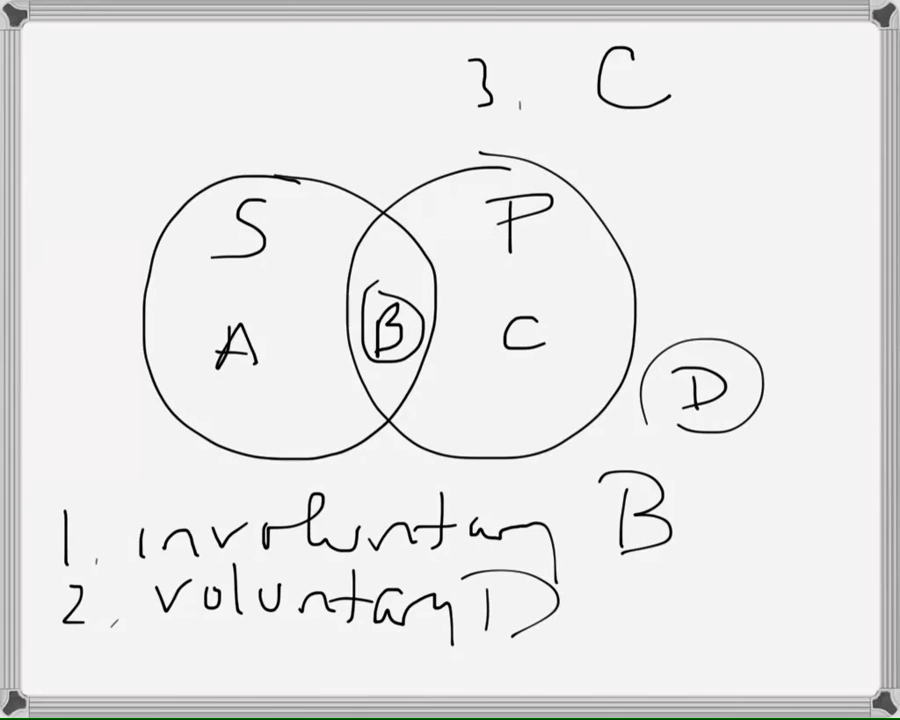 3. C
S P
A B C
D
1. involuntary B
2. voluntary D